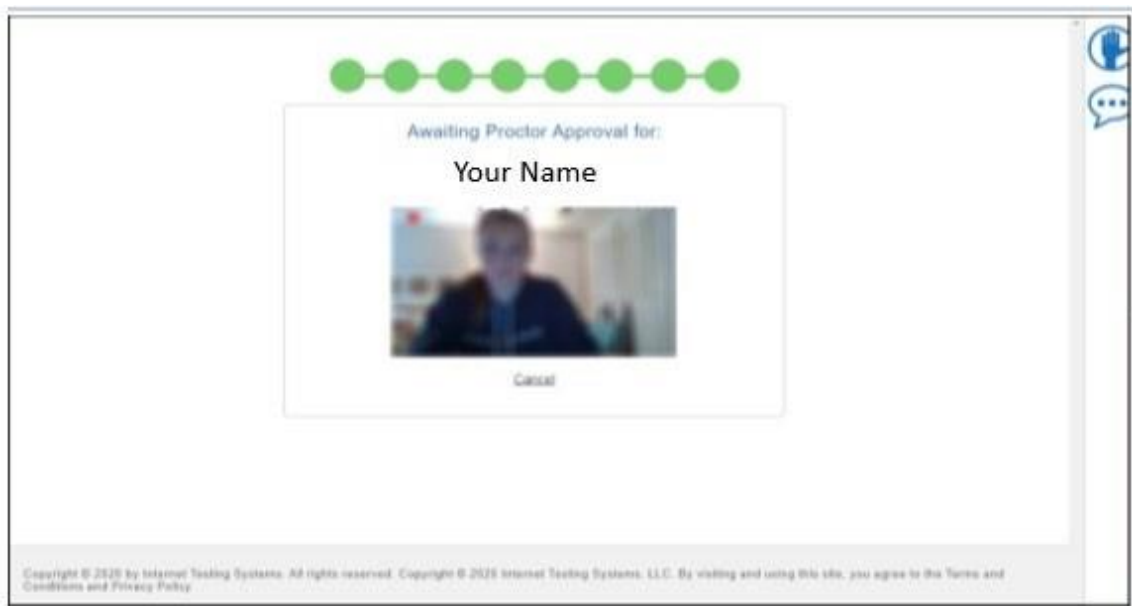 Awaiting Proctor Approval for:
Your Name
Cancel
Copyright © 2020 by Internet Testing Systems. All rights reserved. Copyright © 2020 Internet Testing Systems, LLC. By visiting and using this site, you agree to the Terms and
Conditions and Privacy Policy